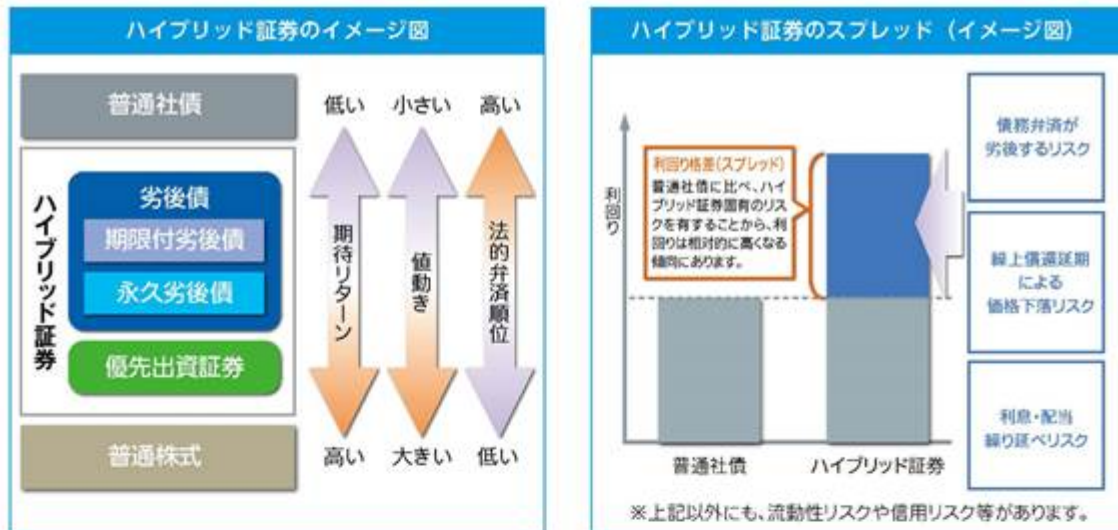 ハイブリッド証券のイメージ図
普通社債
ハイブリッド証券
劣後債
期限付劣後債
永久劣後債
優先出資証券
普通株式
低い
小さい
高い
期待リターン
値動き
法的弁済順位
高い
大きい
低い
ハイブリッド証券のスプレッド（イメージ図）
利回り
利回り格差（スプレッド）
普通社債に比べ、ハイ
ブリッド証券固有のリス
クを有することから、利
回りは相対的に高くなる
傾向にあります。
普通社債
ハイブリッド証券
債務弁済が
劣後するリスク
繰上償還延期
による
価格下落リスク
利息・配当
繰り延べリスク
※上記以外にも、流動性リスクや信用リスク等があります。